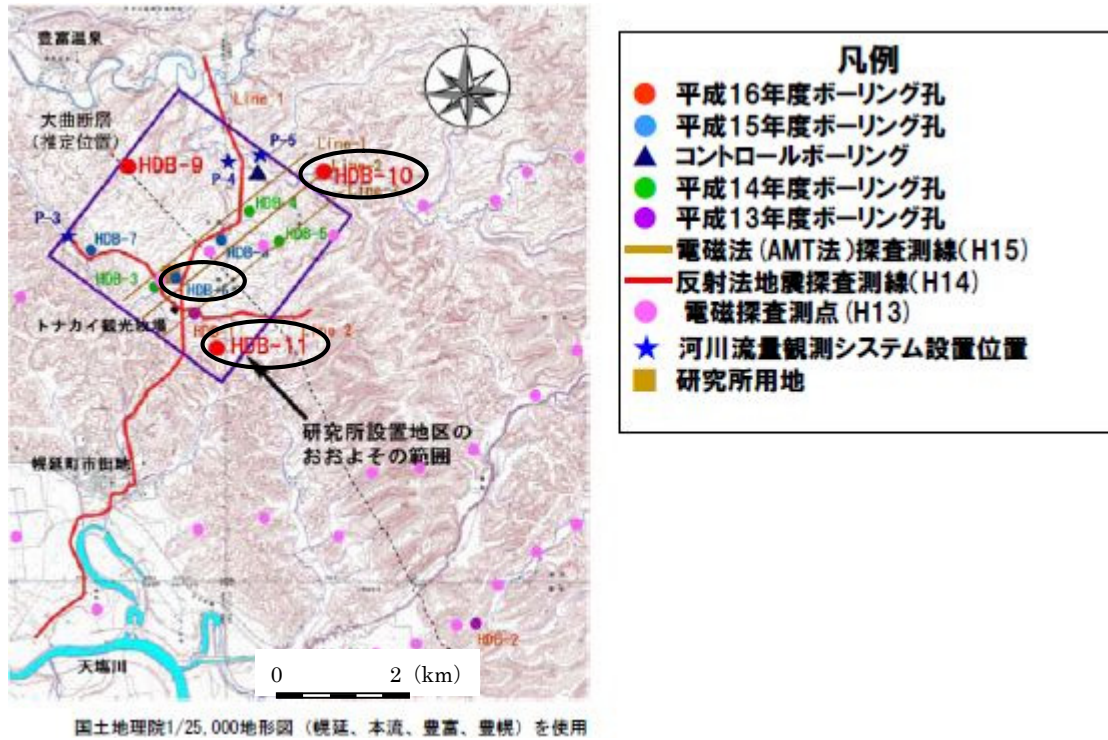 豊富温泉
大曲断層
(推定位置)
Line-1
P-5
Line-1
Line-2
HDB-9
P-4
HDB-10
HDB-4
P-3
HDB-7
HDB-5
HDB-3
HDB-6
トナカイ観光牧場
HDB-11
研究所設置地区の
おおよその範囲
幌延町市街地
HDB-2
天塩川
0 2 (km)
国土地理院1/25,000地形図 (幌延、本流、豊富、豊幌) を使用
凡例
平成16年度ボーリング孔
平成15年度ボーリング孔
コントロールボーリング
平成14年度ボーリング孔
平成13年度ボーリング孔
電磁法(AMT法)探査測線(H15)
反射法地震探査測線(H14)
電磁探査測点(H13)
河川流量観測システム設置位置
研究所用地